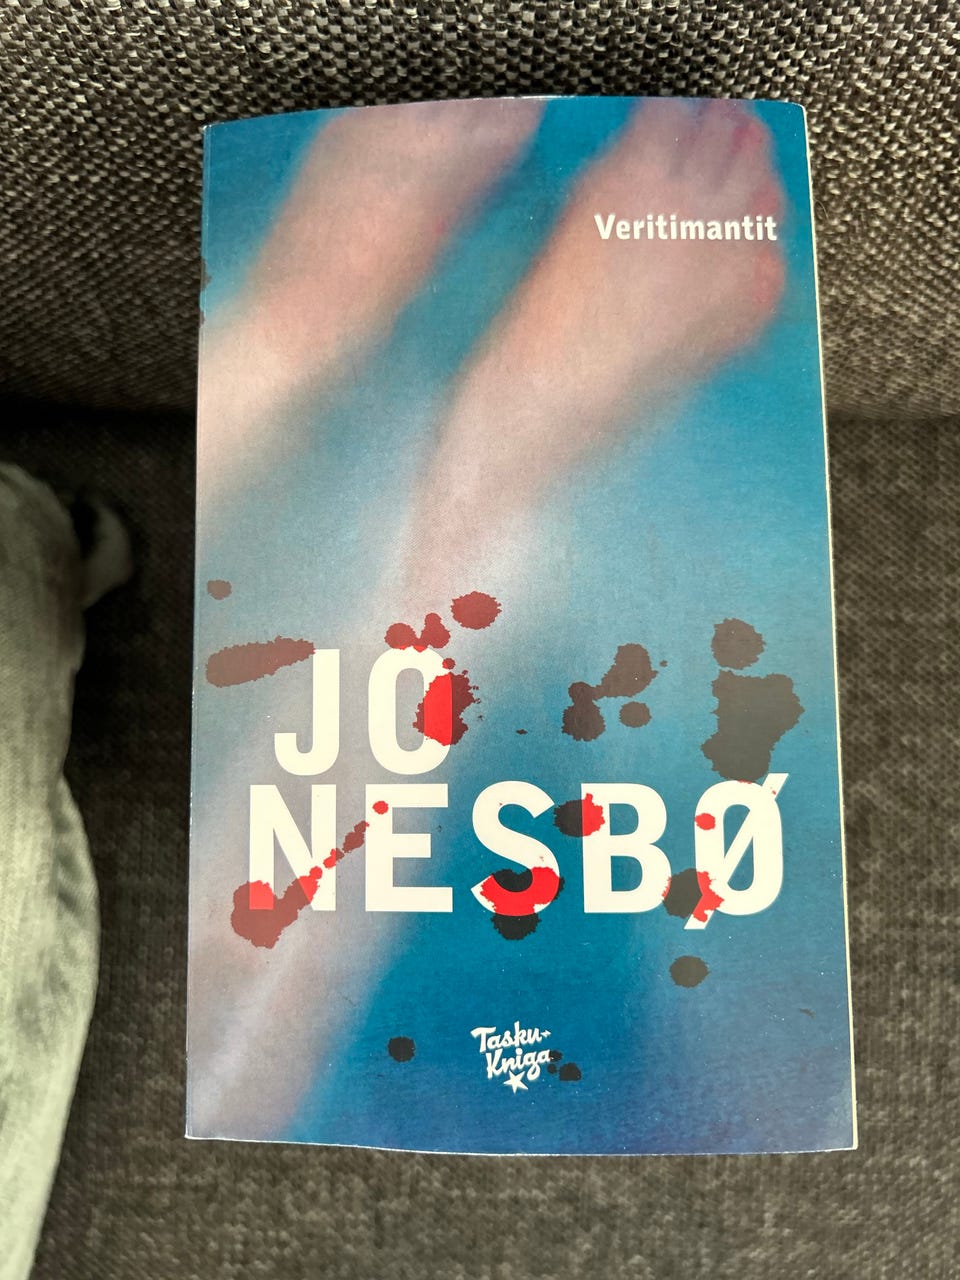 Veritimantit
JO
NESBØ
Tasku-
Kniga